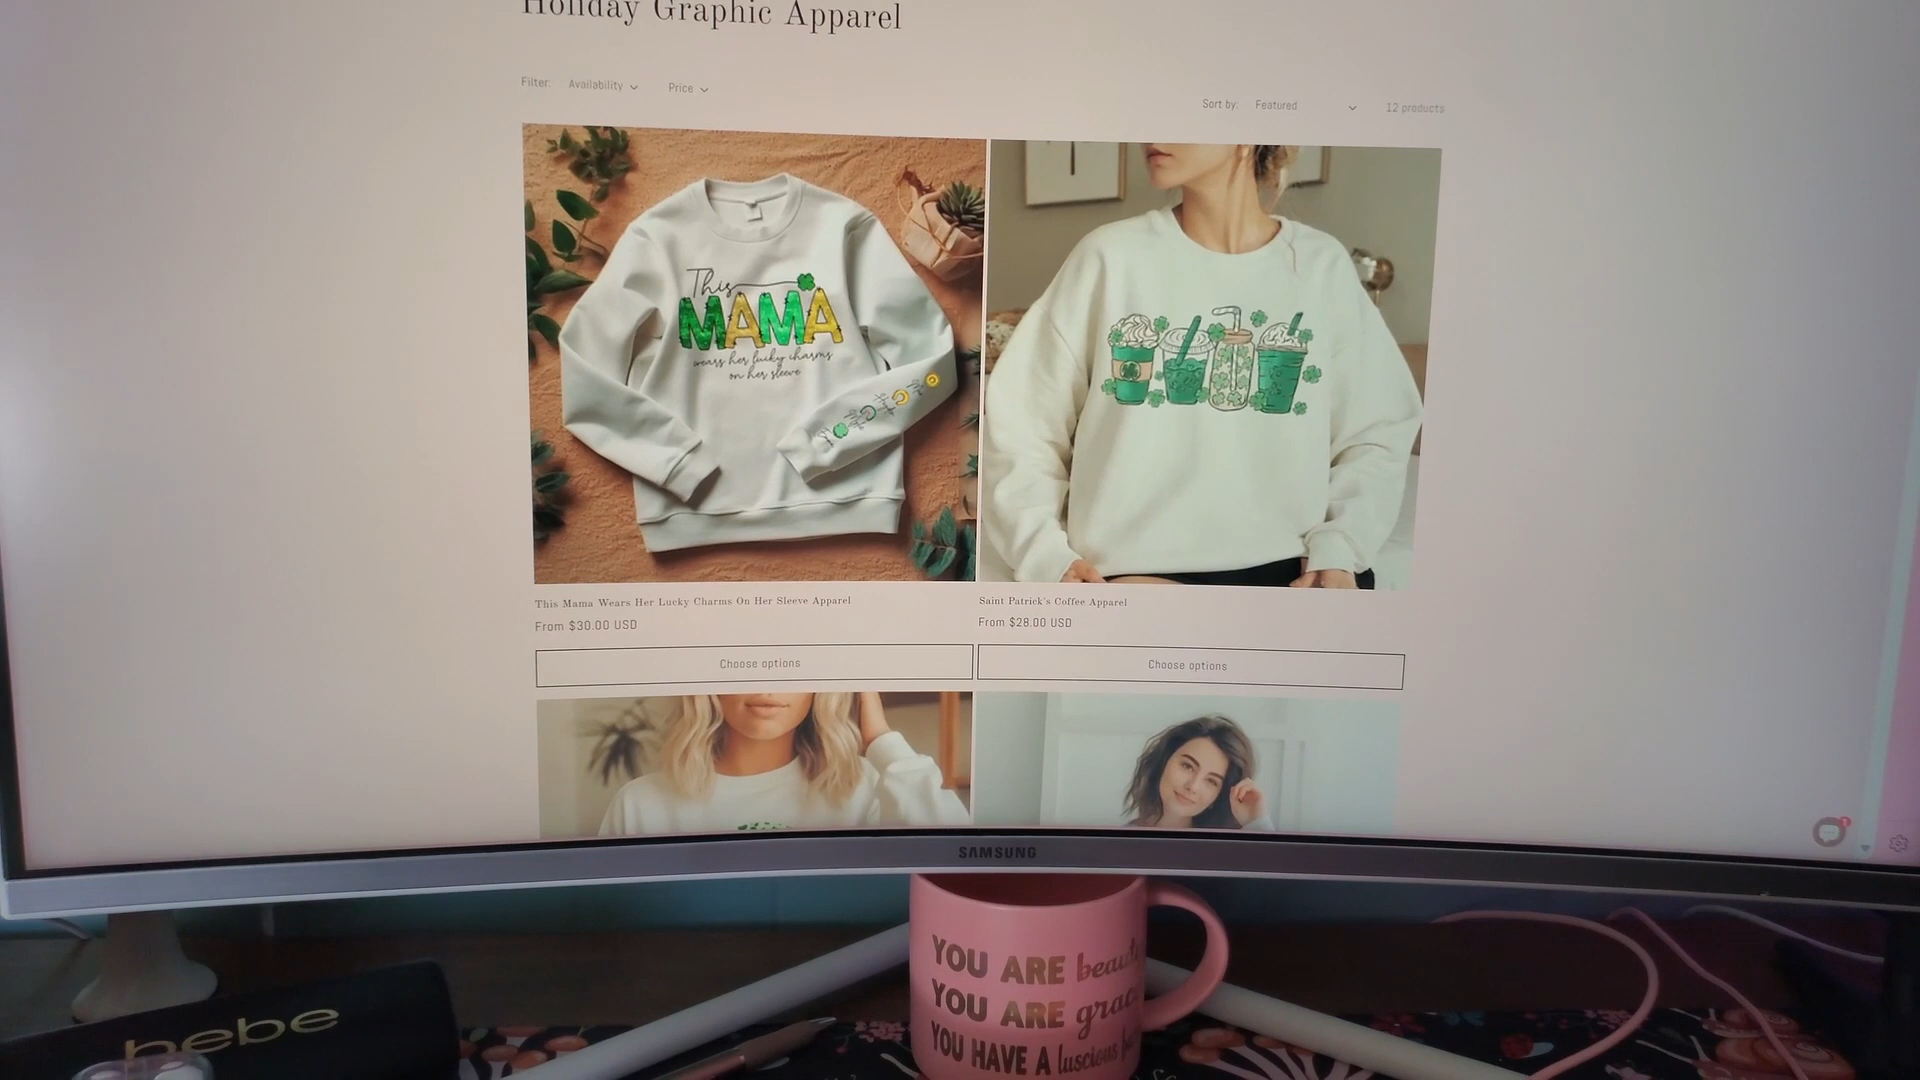 Holiday Graphic Apparel
Filter: Availability Price
Sort by: Featured 12 products
This
MAMA
wears her lucky charms
on her sleeve
This Mama Wears Her Lucky Charms On Her Sleeve Apparel
From $30.00 USD
Choose options
Saint Patrick's Coffee Apparel
From $28.00 USD
Choose options
1
SAMSUNG
bebe
YOU ARE
YOU ARE
YOU HAVE A luscious